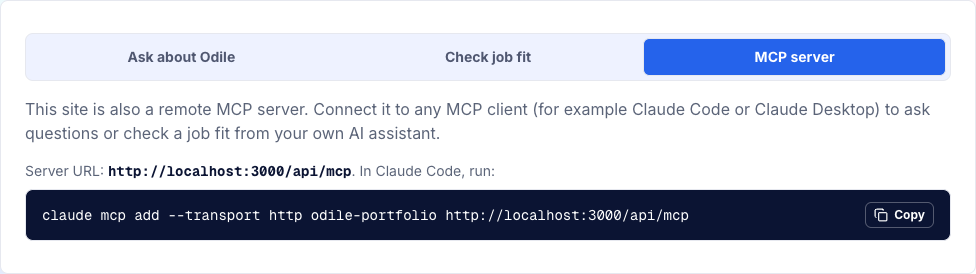 Ask about Odile
Check job fit
MCP server
This site is also a remote MCP server. Connect it to any MCP client (for example Claude Code or Claude Desktop) to ask
questions or check a job fit from your own AI assistant.
Server URL: http://localhost:3000/api/mcp. In Claude Code, run:
claude mcp add --transport http odile-portfolio http://localhost:3000/api/mcp
Copy